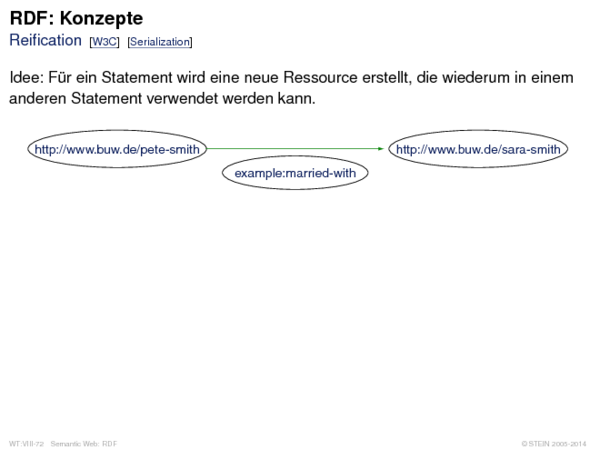 RDF: Konzepte
Reification [W3C] [Serialization]
Idee: Für ein Statement wird eine neue Ressource erstellt, die wiederum in einem
anderen Statement verwendet werden kann.
http://www.buw.de/pete-smith http://www.buw.de/sara-smith
example:married-with
WT:VIII-72 Semantic Web: RDF © STEIN 2005-2014